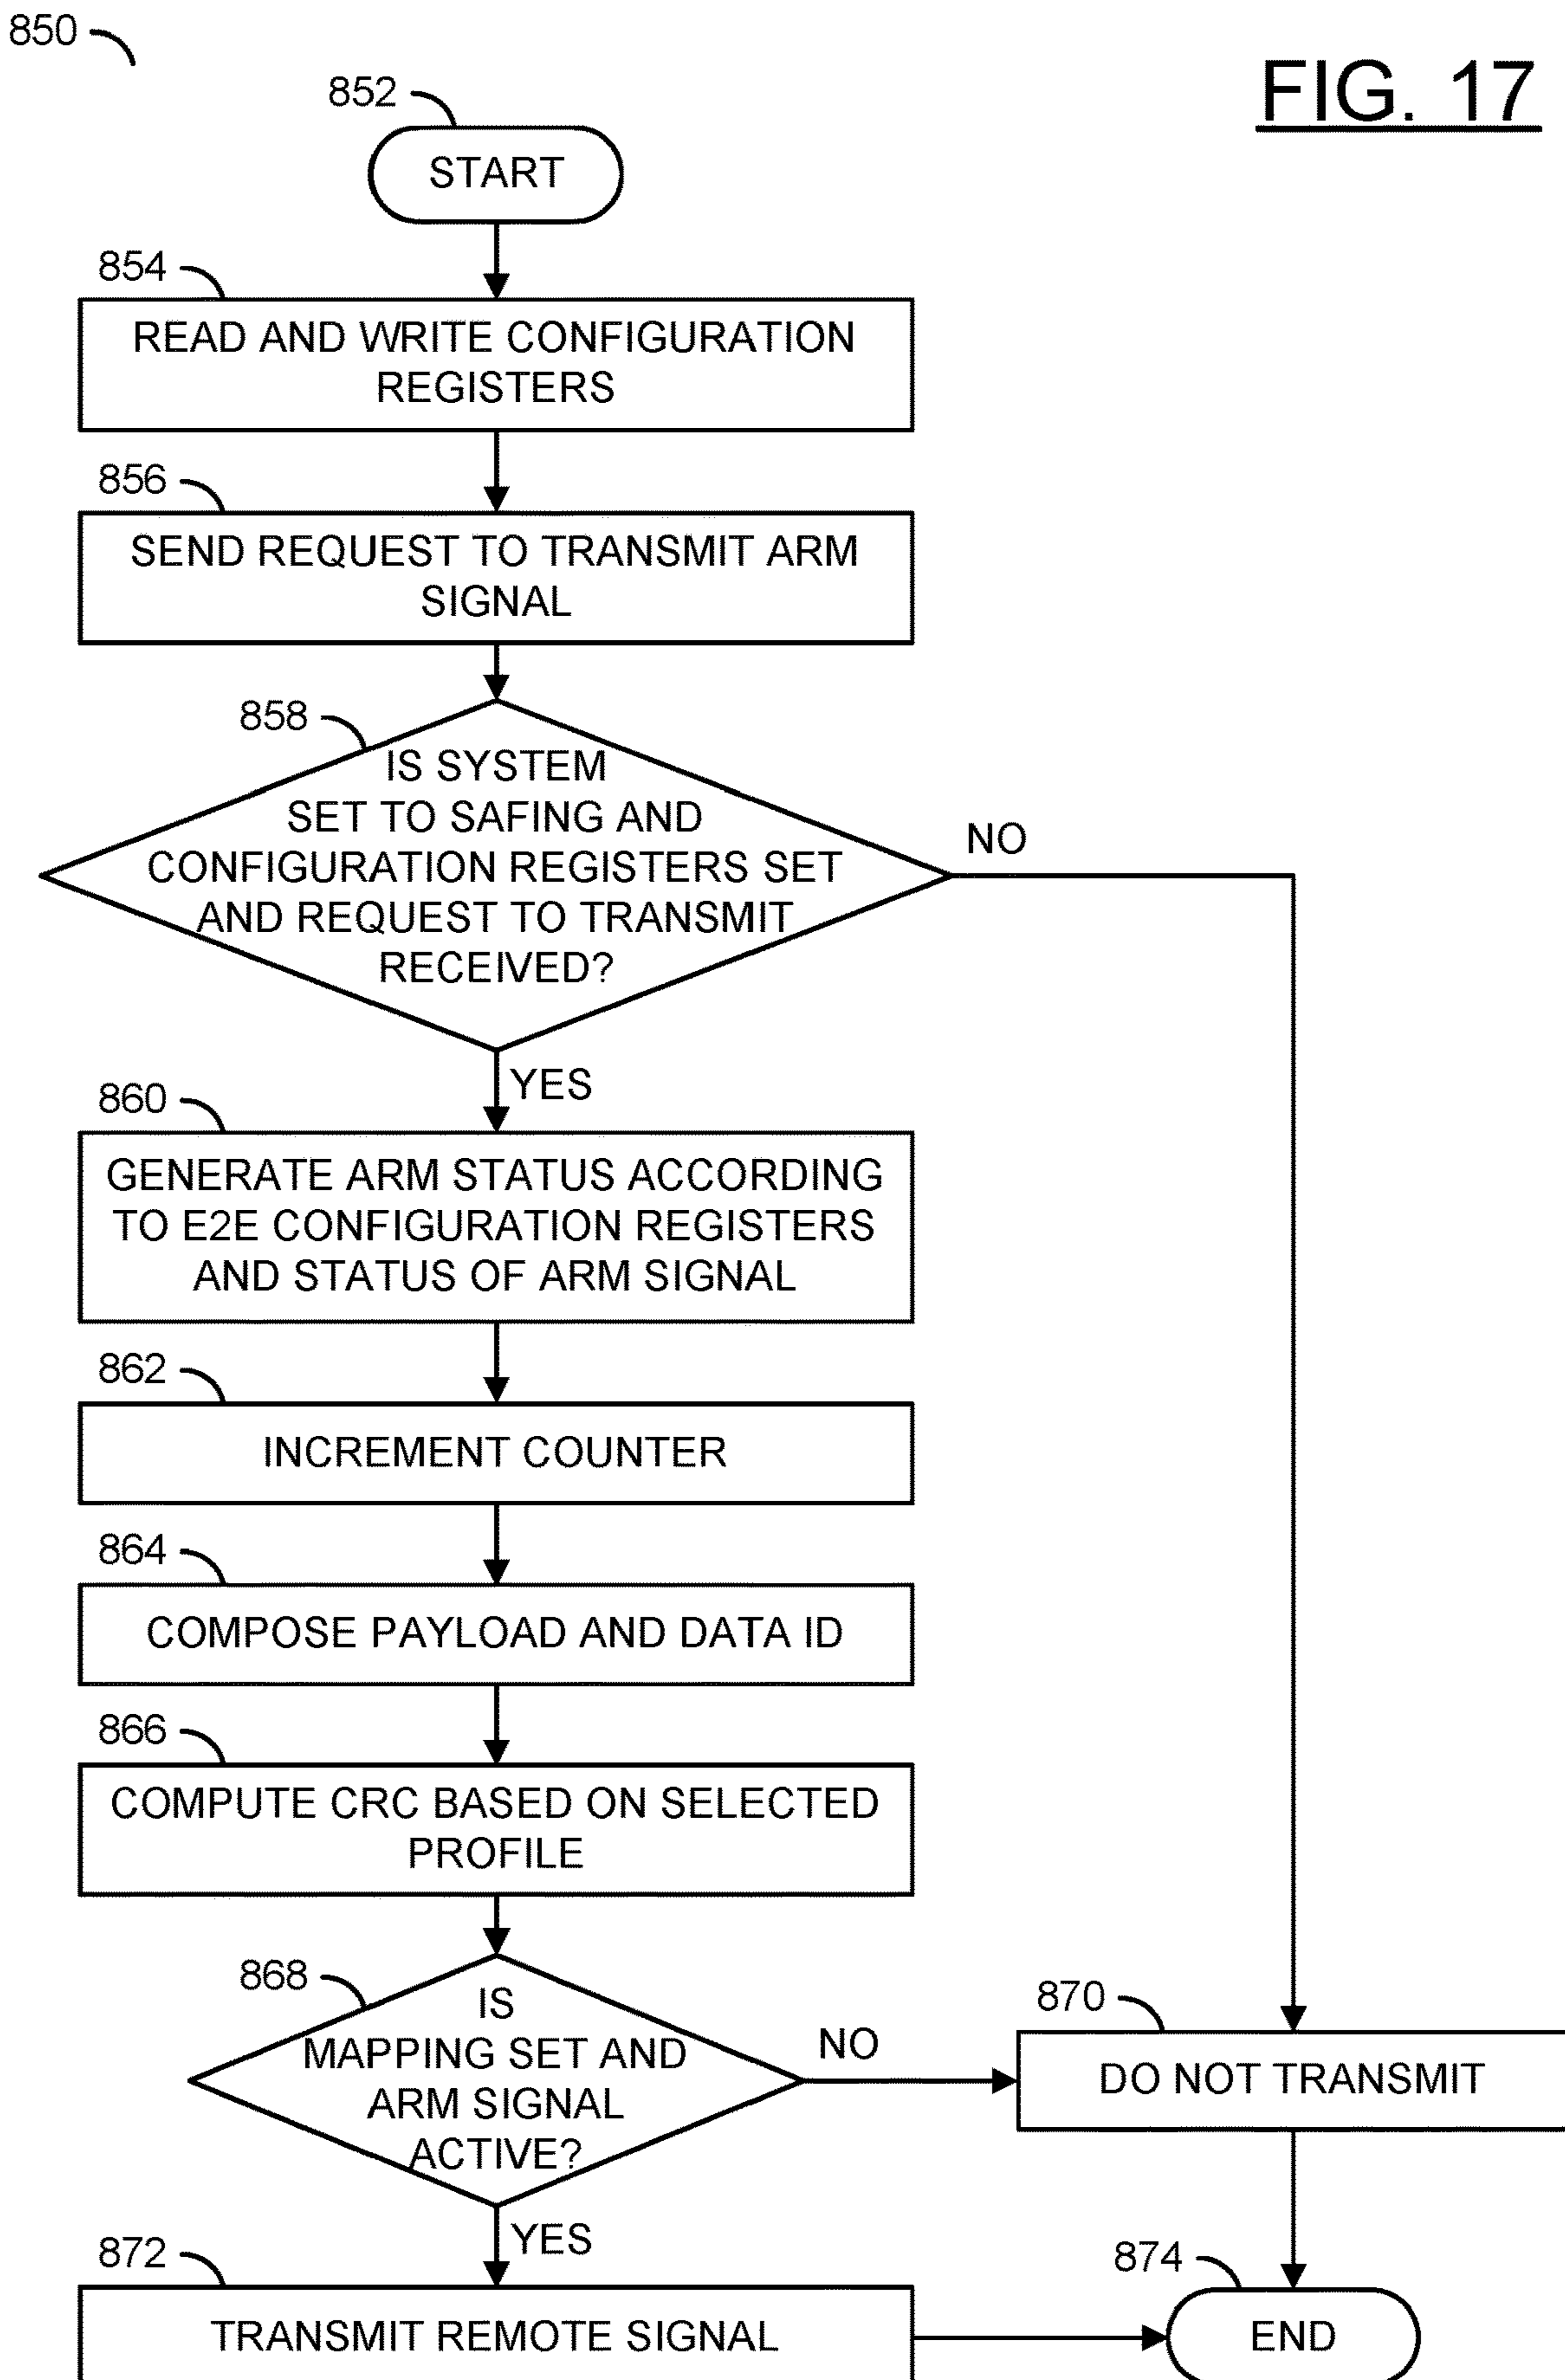 850
FIG. 17
852
START
854
READ AND WRITE CONFIGURATION
REGISTERS
856
SEND REQUEST TO TRANSMIT ARM
SIGNAL
858
IS SYSTEM
SET TO SAFING AND
CONFIGURATION REGISTERS SET
AND REQUEST TO TRANSMIT
RECEIVED?
NO
YES
860
GENERATE ARM STATUS ACCORDING
TO E2E CONFIGURATION REGISTERS
AND STATUS OF ARM SIGNAL
862
INCREMENT COUNTER
864
COMPOSE PAYLOAD AND DATA ID
866
COMPUTE CRC BASED ON SELECTED
PROFILE
868
IS
MAPPING SET AND
ARM SIGNAL
ACTIVE?
NO
870
DO NOT TRANSMIT
YES
872
TRANSMIT REMOTE SIGNAL
874
END